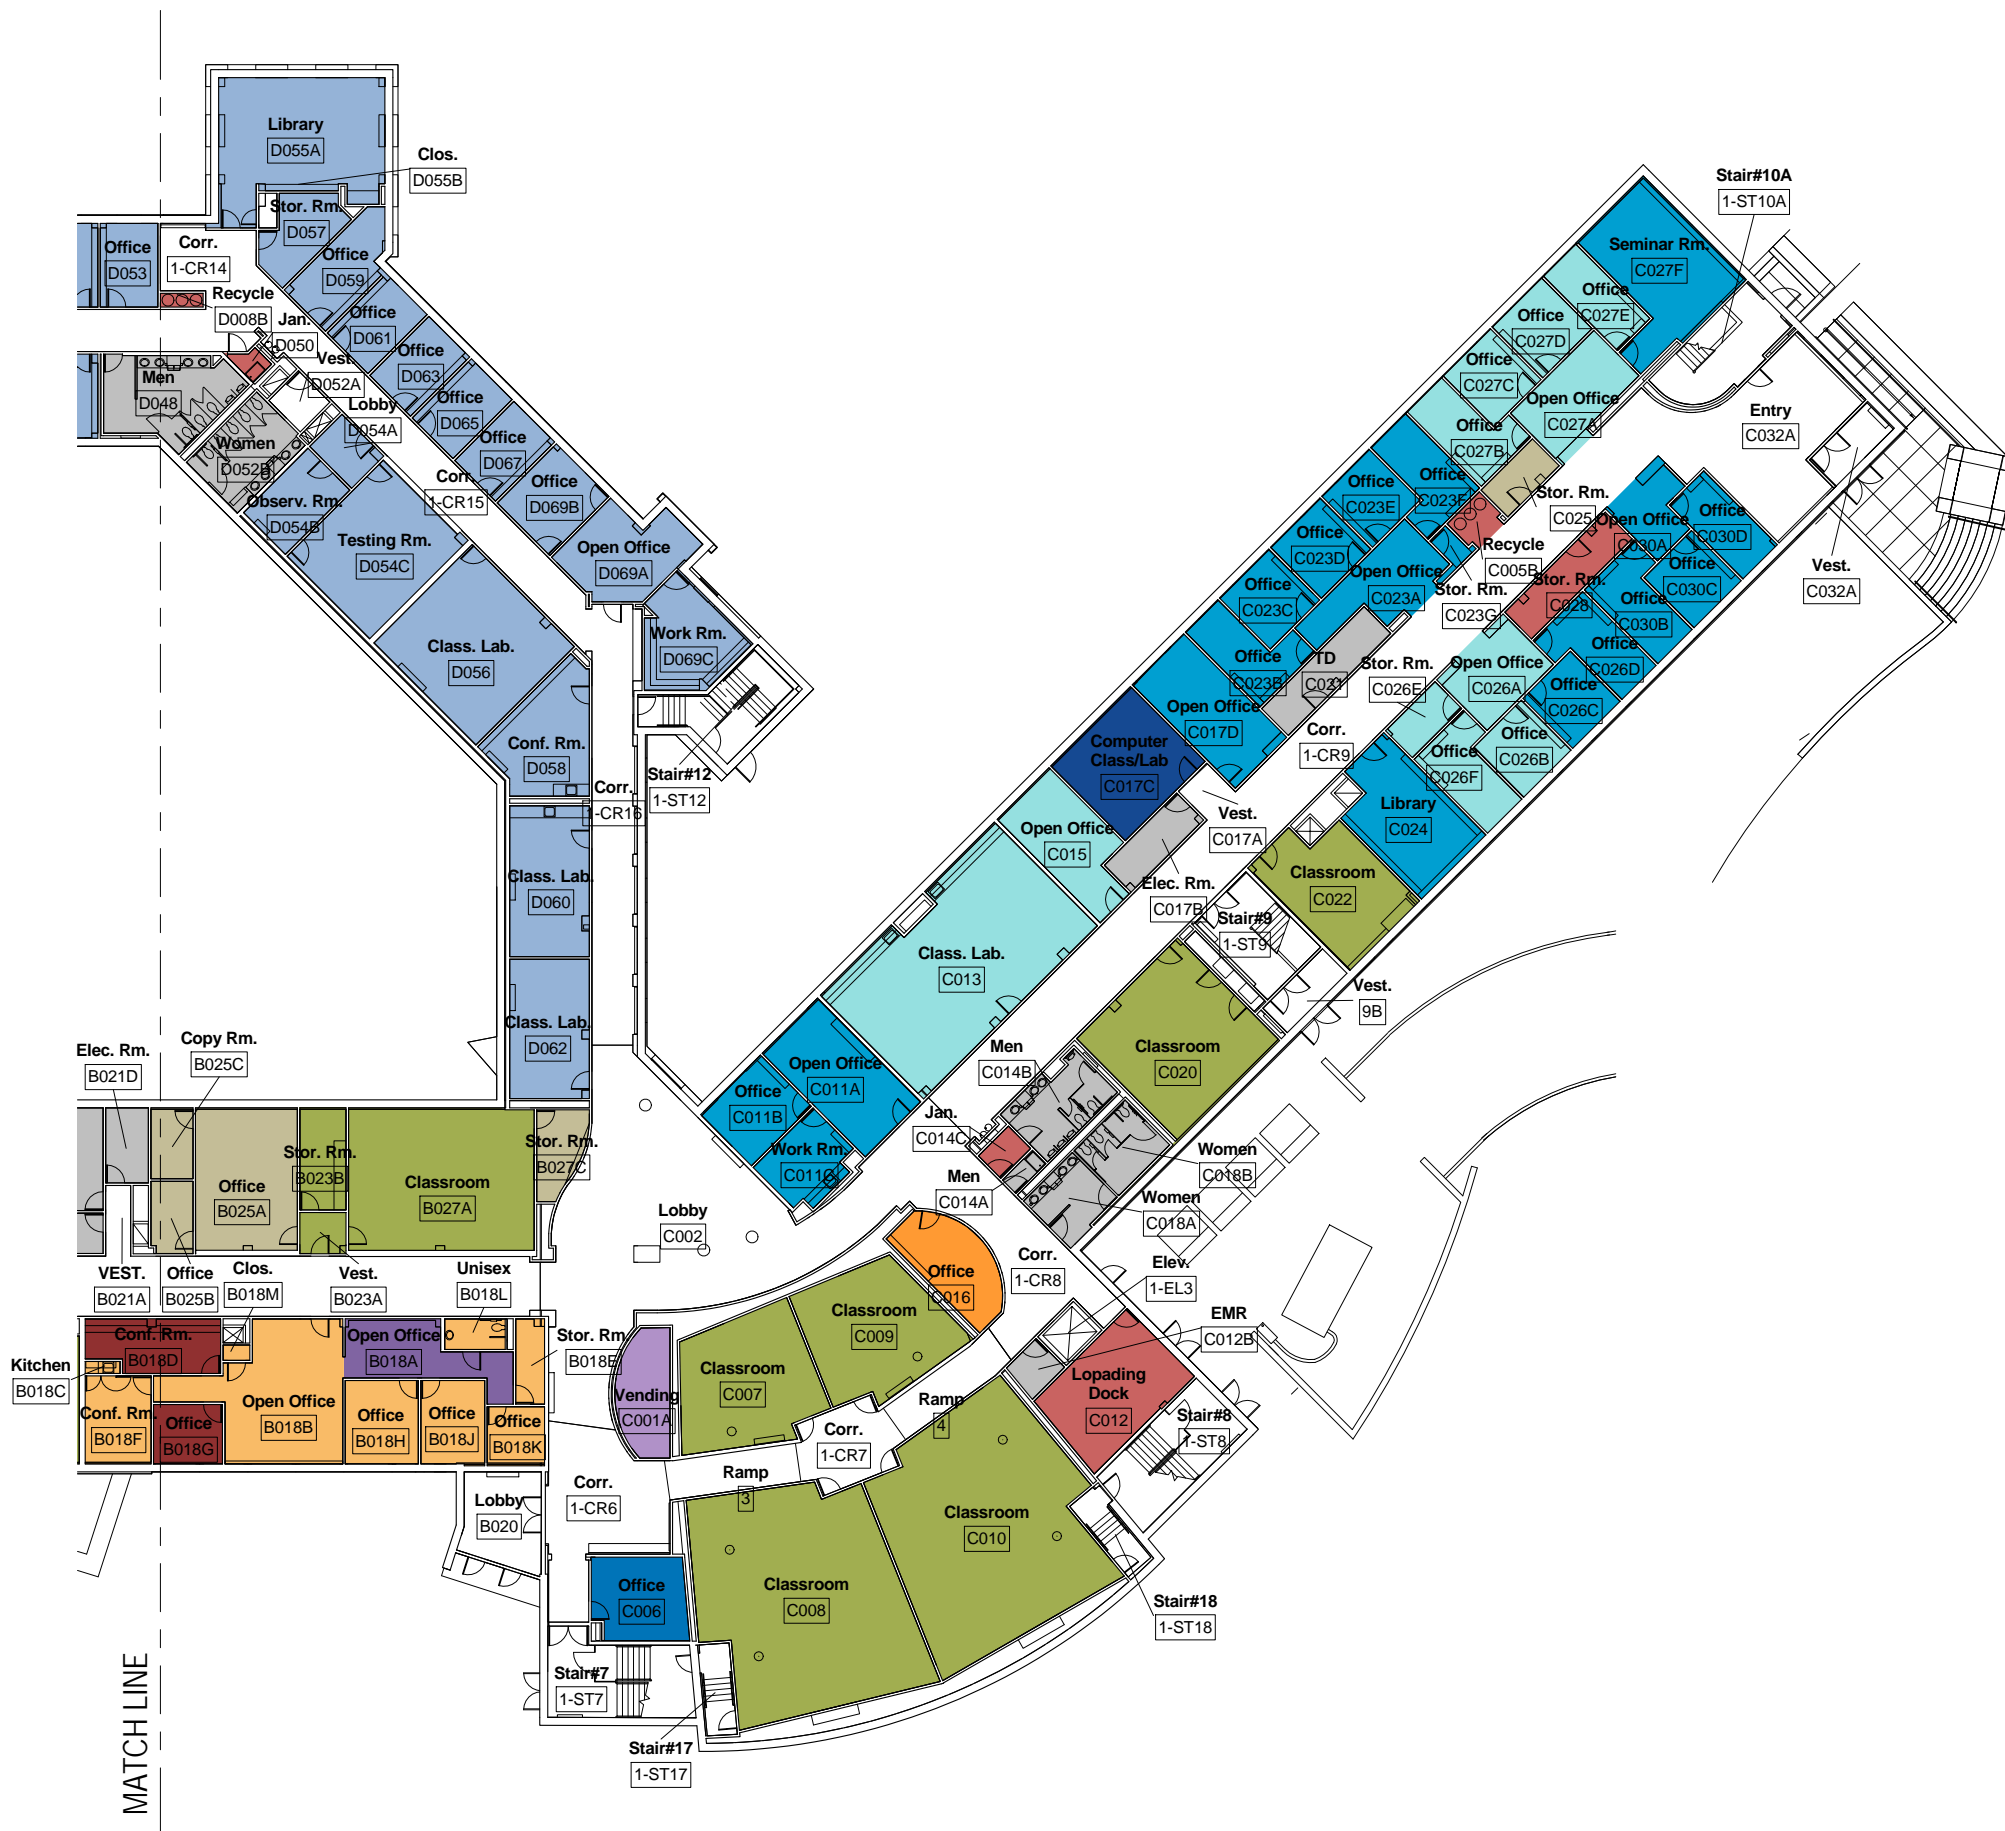 Library
D055A
Clos.
D055B
Stor. Rm.
D057
Office
D053
Corr.
1-CR14
Office
D059
Recycle
D008B
Jan.
D050
Office
D061
Vest.
D052A
Office
D063
Men
D048
Lobby
D054A
Office
D065
Women
D052B
Office
D067
Corr.
1-CR15
Office
D069B
Observ. Rm.
D054B
Testing Rm.
D054C
Open Office
D069A
Work Rm.
D069C
Class. Lab.
D056
Conf. Rm.
D058
Stair#12
1-ST12
Corr.
1-CR16
Class. Lab.
D060
Class. Lab.
D062
Stair#10A
1-ST10A
Seminar Rm.
C027F
Office
C027E
Office
C027D
Office
C027C
Open Office
C027A
Office
C027B
Entry
C032A
Office
C023F
Office
C023E
Stor. Rm.
C025
Open Office
C030A
Office
C030D
Office
C023D
Recycle
C005B
Office
C030C
Vest.
C032A
Open Office
C023A
Stor. Rm.
C023G
Stor. Rm.
C028
Office
C030B
Office
C023C
Office
C026D
Office
C023B
TD
C021
Stor. Rm.
C026E
Open Office
C026A
Office
C026C
Open Office
C017D
Corr.
1-CR9
Office
C026B
Office
C026F
Computer
Class/Lab
C017C
Vest.
C017A
Library
C024
Open Office
C015
Elec. Rm.
C017B
Classroom
C022
Stair#9
1-ST9
Class. Lab.
C013
Vest.
9B
Men
C014B
Classroom
C020
Open Office
C011A
Office
C011B
Jan.
C014C
Work Rm.
C011C
Women
C018B
Men
C014A
Women
C018A
Elec. Rm.
B021D
Copy Rm.
B025C
Stor. Rm.
B023B
Office
B025A
Classroom
B027A
Stor. Rm.
B027C
Lobby
C002
VEST.
B021A
Office
B025B
Clos.
B018M
Vest.
B023A
Unisex
B018L
Corr.
1-CR8
Elev.
1-EL3
Office
C016
EMR
C012B
Classroom
C009
Conf. Rm.
B018D
Open Office
B018A
Stor. Rm.
B018E
Kitchen
B018C
Classroom
C007
Lopading
Dock
C012
Vending
C001A
Conf. Rm.
B018F
Office
B018G
Open Office
B018B
Office
B018H
Office
B018J
Office
B018K
Ramp
4
Stair#8
1-ST8
Corr.
1-CR7
Ramp
3
Corr.
1-CR6
Lobby
B020
Classroom
C010
Office
C006
Classroom
C008
Stair#18
1-ST18
Stair#7
1-ST7
Stair#17
1-ST17
MATCH LINE